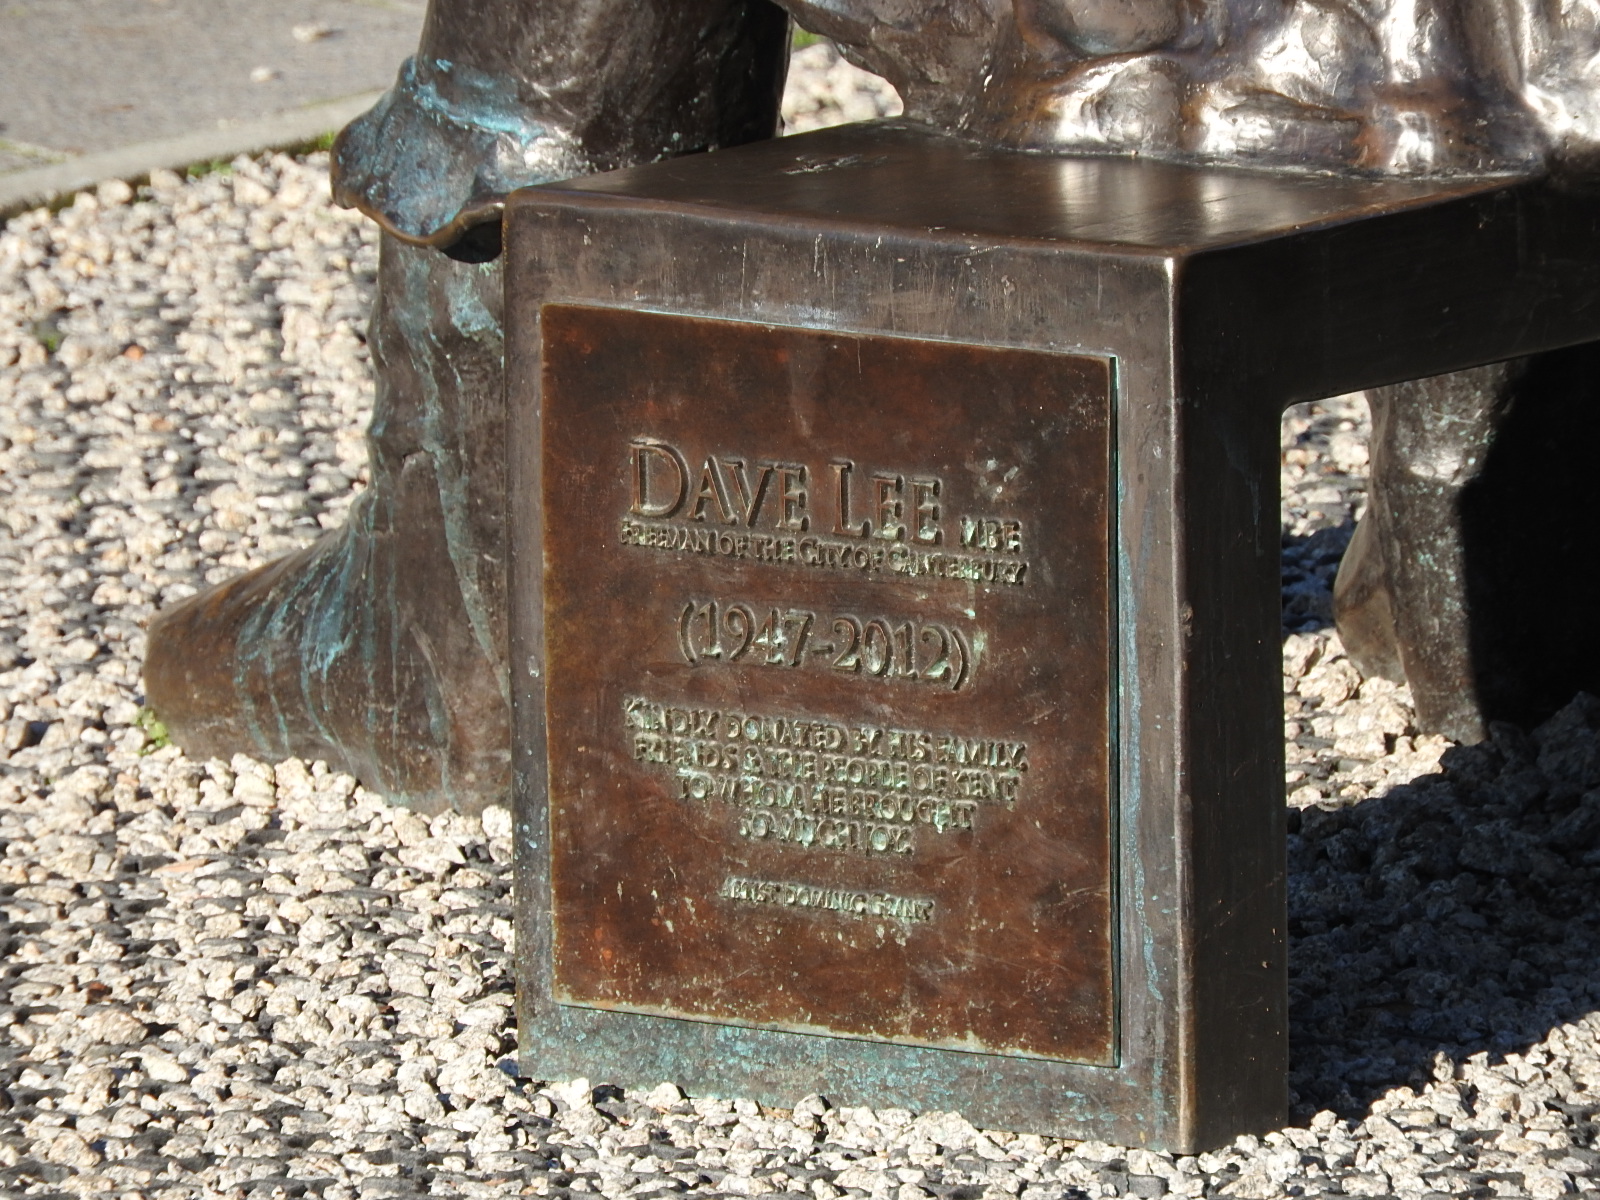 DAVE LEE MBE
FREEMAN OF THE CITY OF CANTERBURY
(1947-2012)
KINDLY DONATED BY HIS FAMILY,
FRIENDS & THE PEOPLE OF KENT
TO WHOM HE BROUGHT
SO MUCH JOY.
ARTIST DOMINIC GRANT